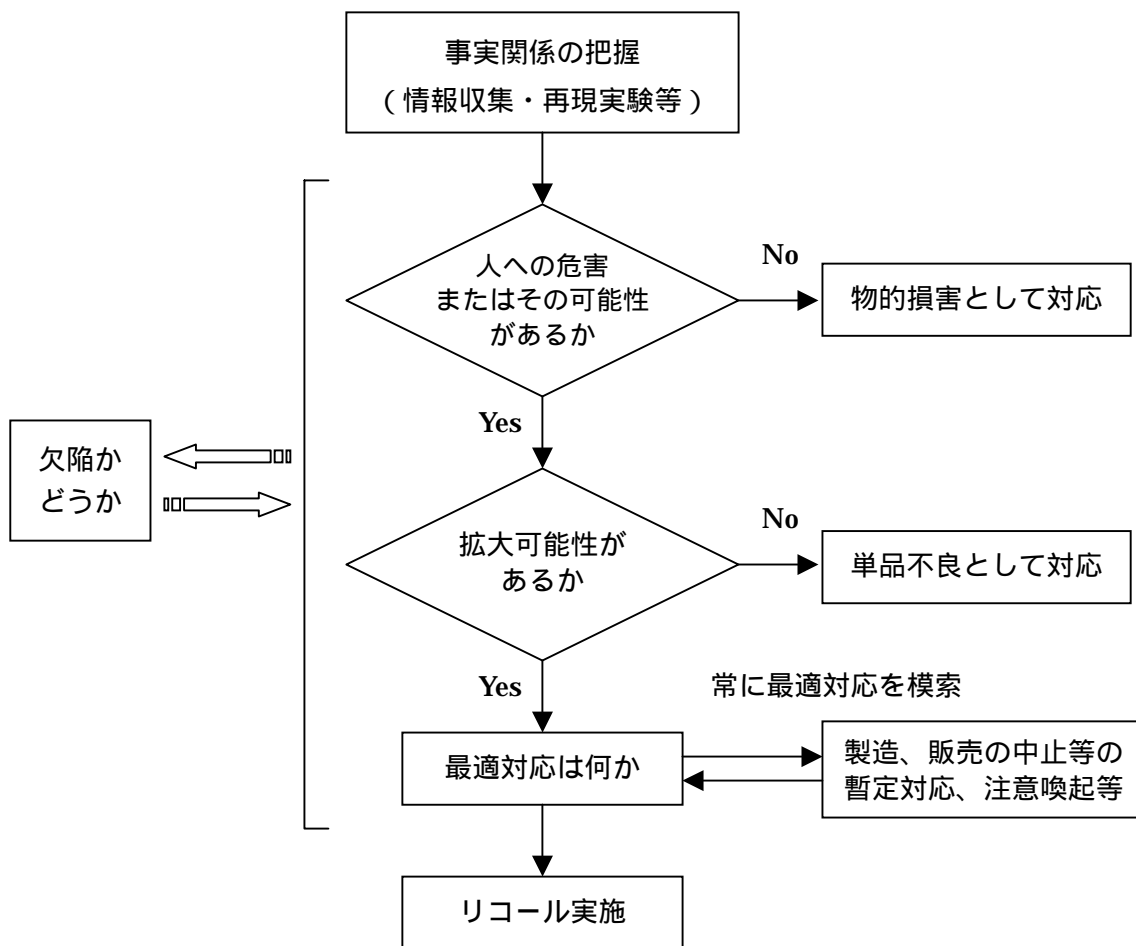 事実関係の把握
(情報収集・再現実験等)
人への危害
またはその可能性
があるか
No
物的損害として対応
Yes
欠陥か
どうか
拡大可能性が
あるか
No
単品不良として対応
Yes
常に最適対応を模索
最適対応は何か
製造、販売の中止等の
暫定対応、注意喚起等
リコール実施